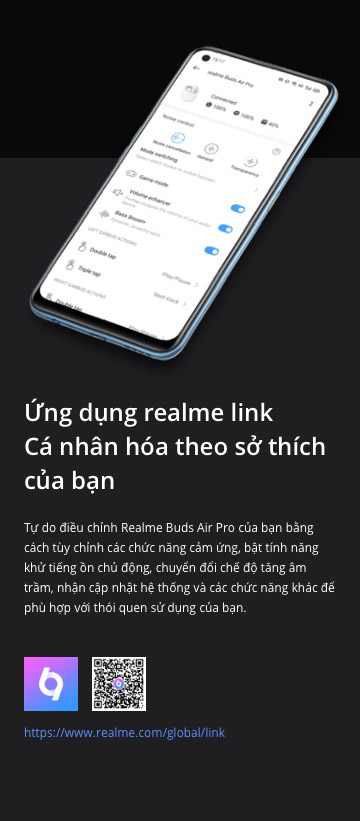 19:17
realme Buds Air Pro
Connected
100% 100% 40%
Noise control
Noise cancellation General Transparency
Mode switching
Game mode
Volume enhancer
Bass Boost+
LEFT EARBUD ACTIONS
Double tap Play/Pause
Triple tap Next track
RIGHT EARBUD ACTIONS
Double tap
Ứng dụng realme link
Cá nhân hóa theo sở thích
của bạn
Tự do điều chỉnh Realme Buds Air Pro của bạn bằng
cách tùy chỉnh các chức năng cảm ứng, bật tính năng
khử tiếng ồn chủ động, chuyển đổi chế độ tăng âm
trầm, nhận cập nhật hệ thống và các chức năng khác để
phù hợp với thói quen sử dụng của bạn.
https://www.realme.com/global/link